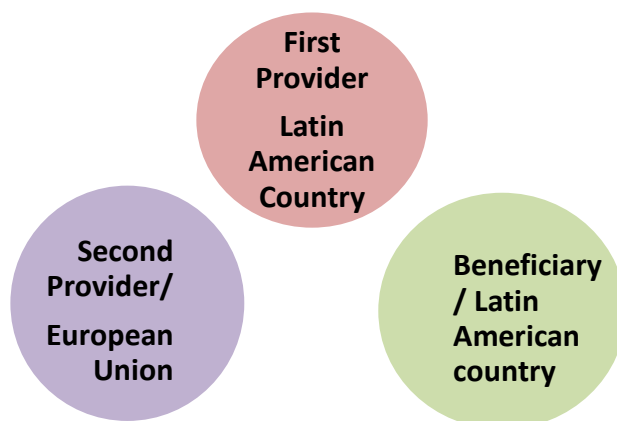 First
Provider
Latin
American
Country
Second
Provider/
European
Union
Beneficiary
/ Latin
American
country